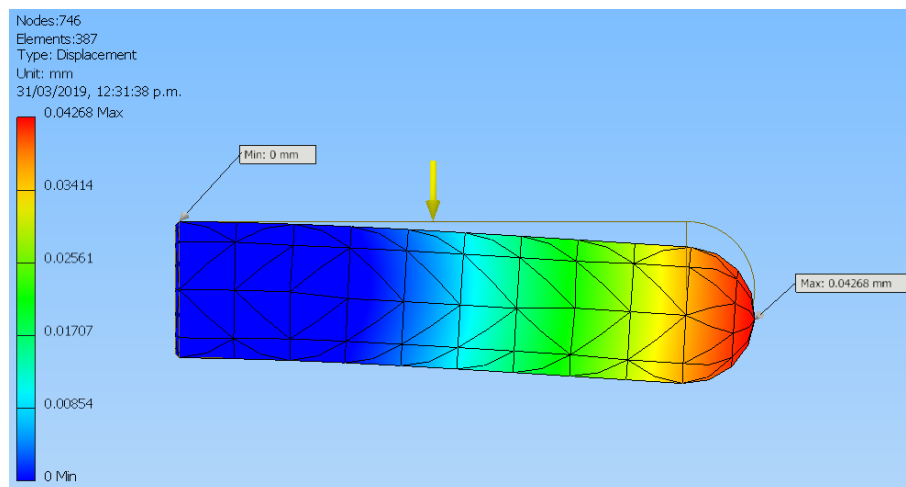 Nodes:746
Elements:387
Type: Displacement
Unit: mm
31/03/2019, 12:31:38 p.m.
0.04268 Max
0.03414
0.02561
0.01707
0.00854
0 Min
Min: 0 mm
Max: 0.04268 mm